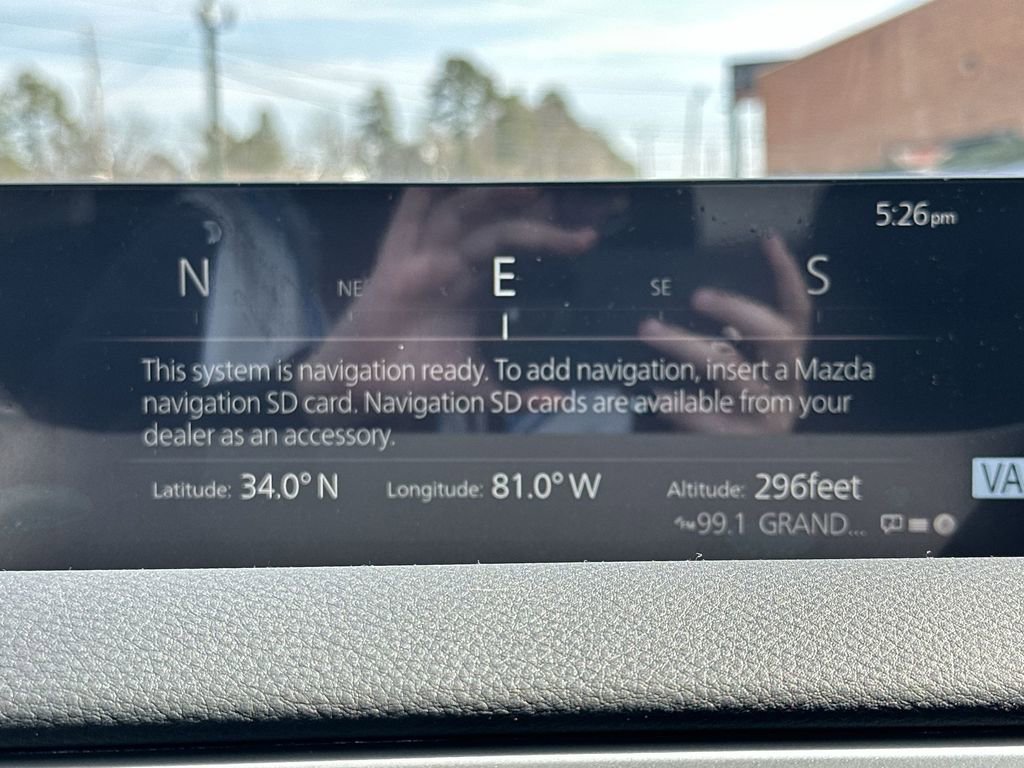 5:26pm
N NE E SE S
This system is navigation ready. To add navigation, insert a Mazda
navigation SD card. Navigation SD cards are available from your
dealer as an accessory.
Latitude: 34.0° N Longitude: 81.0° W Altitude: 296feet
VA
FM 99.1 GRAND...